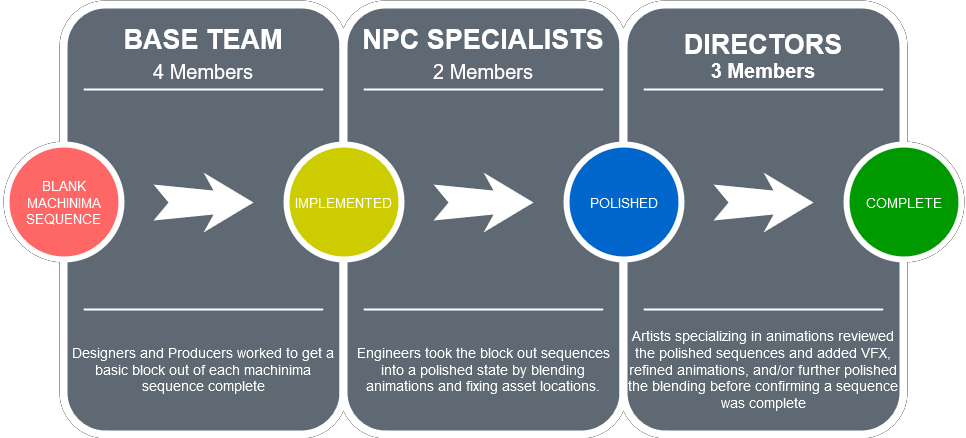 BASE TEAM
4 Members
NPC SPECIALISTS
2 Members
DIRECTORS
3 Members
BLANK
MACHINIMA
SEQUENCE
IMPLEMENTED
POLISHED
COMPLETE
Designers and Producers worked to get a
basic block out of each machinima
sequence complete
Engineers took the block out sequences
into a polished state by blending
animations and fixing asset locations.
Artists specializing in animations reviewed
the polished sequences and added VFX,
refined animations, and/or further polished
the blending before confirming a sequence
was complete